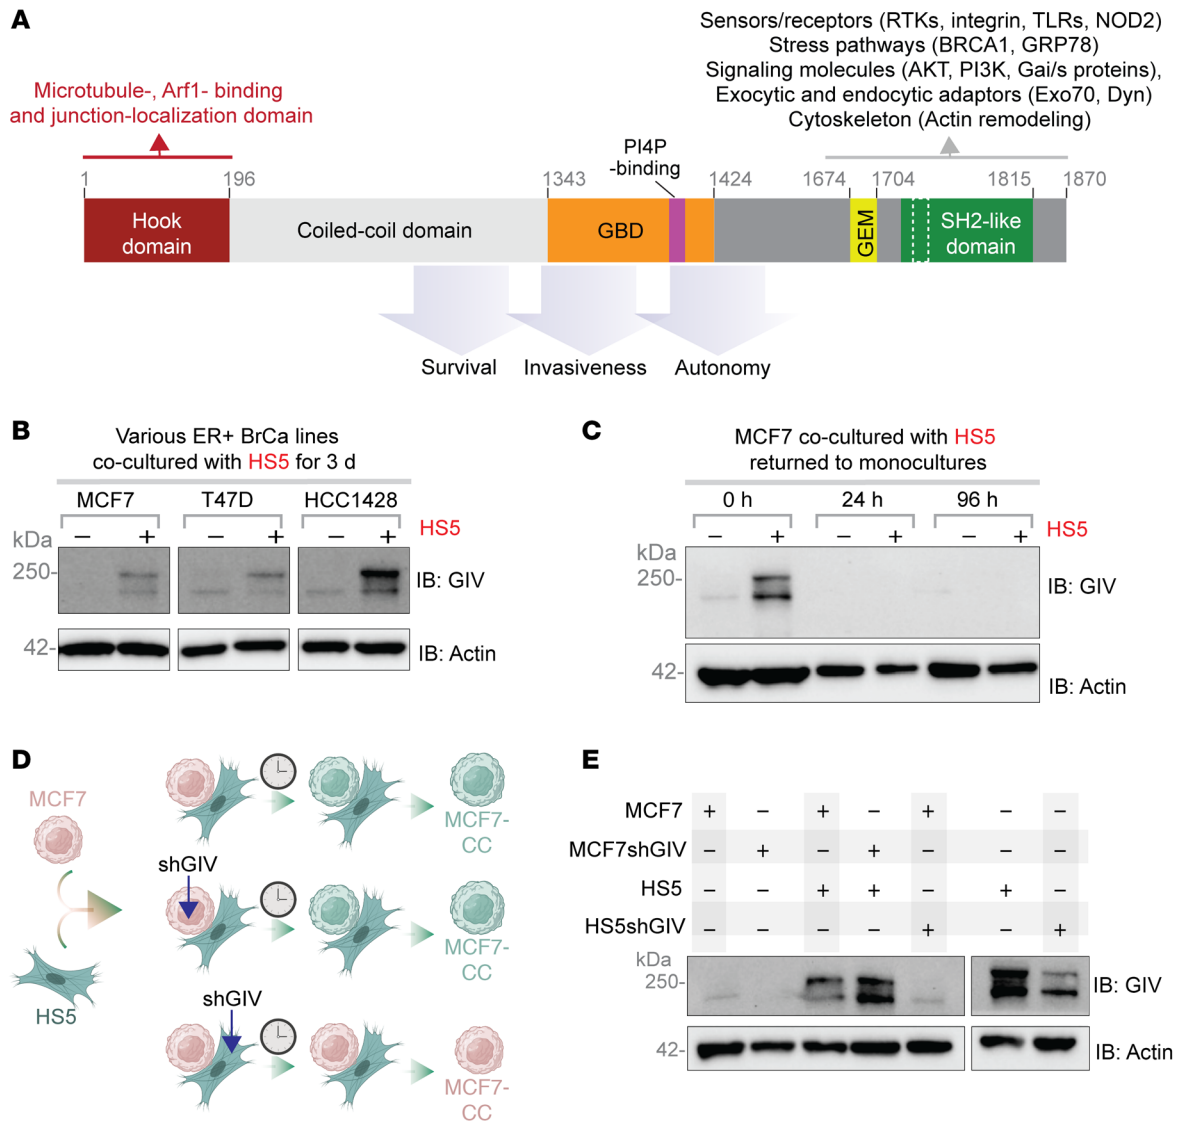 A
Sensors/receptors (RTKs, integrin, TLRs, NOD2)
Stress pathways (BRCA1, GRP78)
Signaling molecules (AKT, PI3K, Gai/s proteins),
Exocytic and endocytic adaptors (Exo70, Dyn)
Cytoskeleton (Actin remodeling)
Microtubule-, Arf1- binding
and junction-localization domain
PI4P
-binding
1 196 1343 1424 1674 1704 1815 1870
Hook
domain
Coiled-coil domain
GBD
GEM
SH2-like
domain
Survival Invasiveness Autonomy
B
Various ER+ BrCa lines
co-cultured with HS5 for 3 d
MCF7 T47D HCC1428
− + − + − + HS5
kDa
250-
IB: GIV
42-
IB: Actin
C
MCF7 co-cultured with HS5
returned to monocultures
0 h 24 h 96 h
− + − + − + HS5
kDa
250-
IB: GIV
42-
IB: Actin
D
MCF7
HS5
MCF7-
CC
shGIV
MCF7-
CC
shGIV
MCF7-
CC
E
MCF7 + − + − + − −
MCF7shGIV − + − + − − −
HS5 − − + + − + −
HS5shGIV − − − − + − +
kDa
250-
IB: GIV
42-
IB: Actin